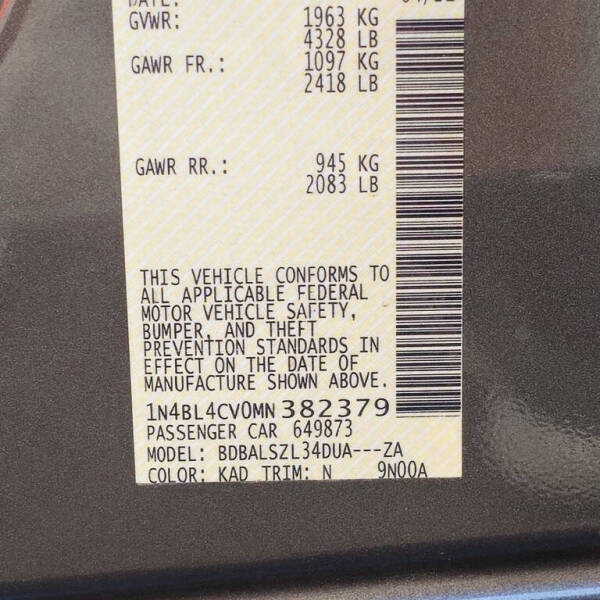 GVWR: 1963 KG
4328 LB
GAWR FR.: 1097 KG
2418 LB
GAWR RR.: 945 KG
2083 LB
THIS VEHICLE CONFORMS TO
ALL APPLICABLE FEDERAL
MOTOR VEHICLE SAFETY,
BUMPER, AND THEFT
PREVENTION STANDARDS IN
EFFECT ON THE DATE OF
MANUFACTURE SHOWN ABOVE.
1N4BL4CV0MN382379
PASSENGER CAR 649873
MODEL: BDBALSZL34DUA---ZA
COLOR: KAD TRIM: N 9N00A